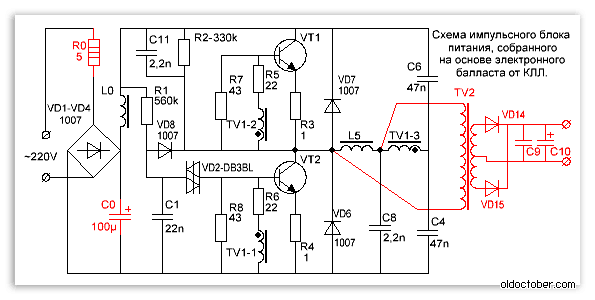 Схема импульсного блока
питания, собранного
на основе электронного
балласта от КЛЛ.
R0
5
C11
2,2n
R2-330k
VT1
VD1-VD4
1007
L0
R1
560k
R7
43
R5
22
VD7
1007
C6
47n
TV2
TV1-2
R3
1
VD8
1007
L5
TV1-3
VD14
C9
C10
~220V
VD2-DB3BL
VT2
VD15
C0
100µ
C1
22n
R8
43
R6
22
TV1-1
R4
1
VD6
1007
C8
2,2n
C4
47n
oldoctober.com